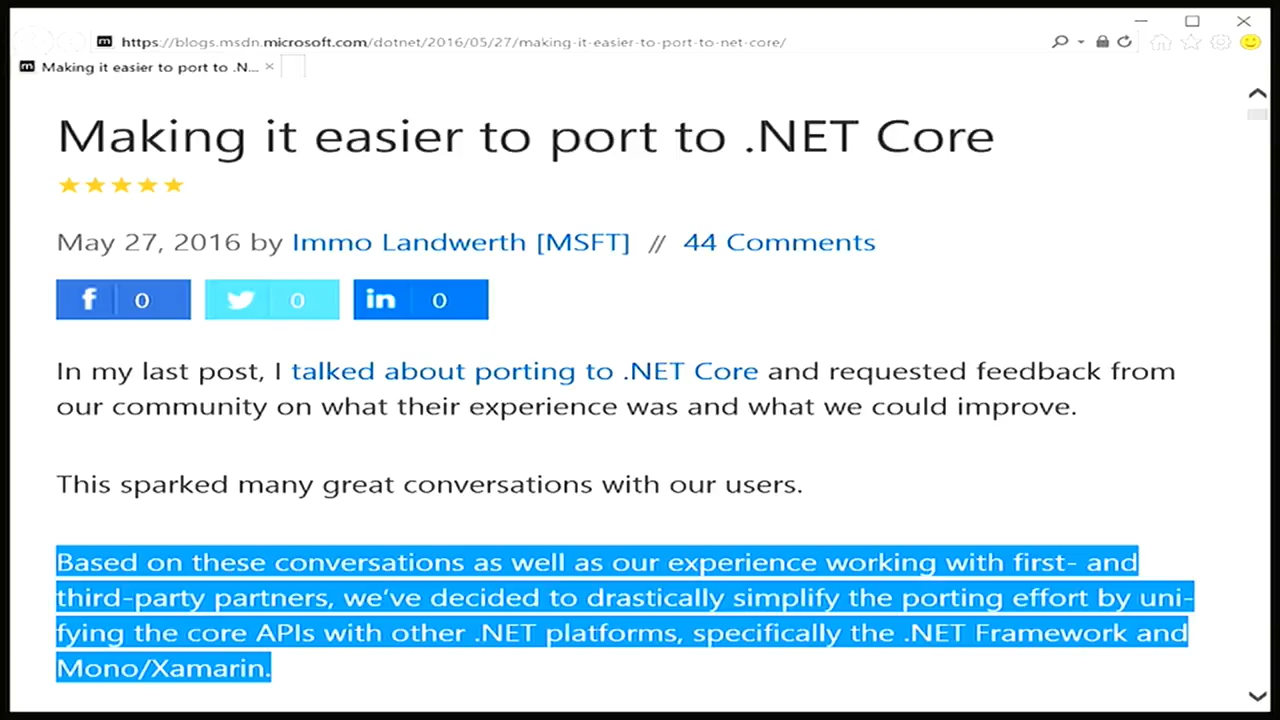 https://blogs.msdn.microsoft.com/dotnet/2016/05/27/making-it-easier-to-port-to-net-core/
Making it easier to port to .N...
Making it easier to port to .NET Core
May 27, 2016 by Immo Landwerth [MSFT] // 44 Comments
f 0 0 in 0
In my last post, I talked about porting to .NET Core and requested feedback from
our community on what their experience was and what we could improve.
This sparked many great conversations with our users.
Based on these conversations as well as our experience working with first- and
third-party partners, we've decided to drastically simplify the porting effort by uni-
fying the core APIs with other .NET platforms, specifically the .NET Framework and
Mono/Xamarin.